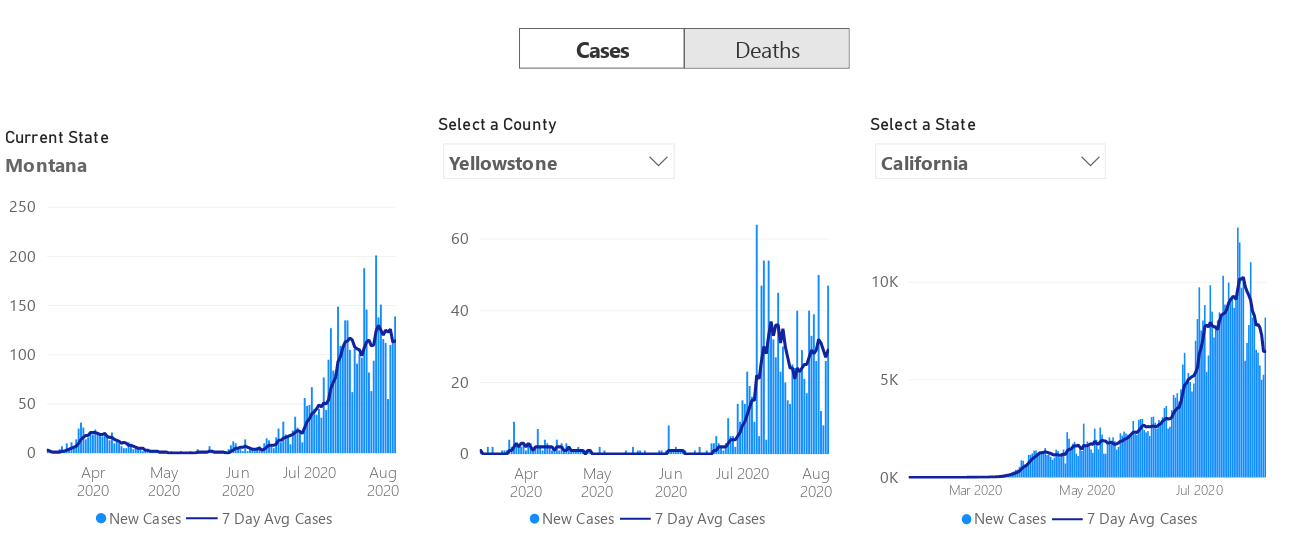 Cases Deaths
Current State
Montana
250
200
150
100
50
0
Apr 2020 May 2020 Jun 2020 Jul 2020 Aug 2020
New Cases 7 Day Avg Cases
Select a County
Yellowstone
60
40
20
0
Apr 2020 May 2020 Jun 2020 Jul 2020 Aug 2020
New Cases 7 Day Avg Cases
Select a State
California
10K
5K
0K
Mar 2020 May 2020 Jul 2020
New Cases 7 Day Avg Cases